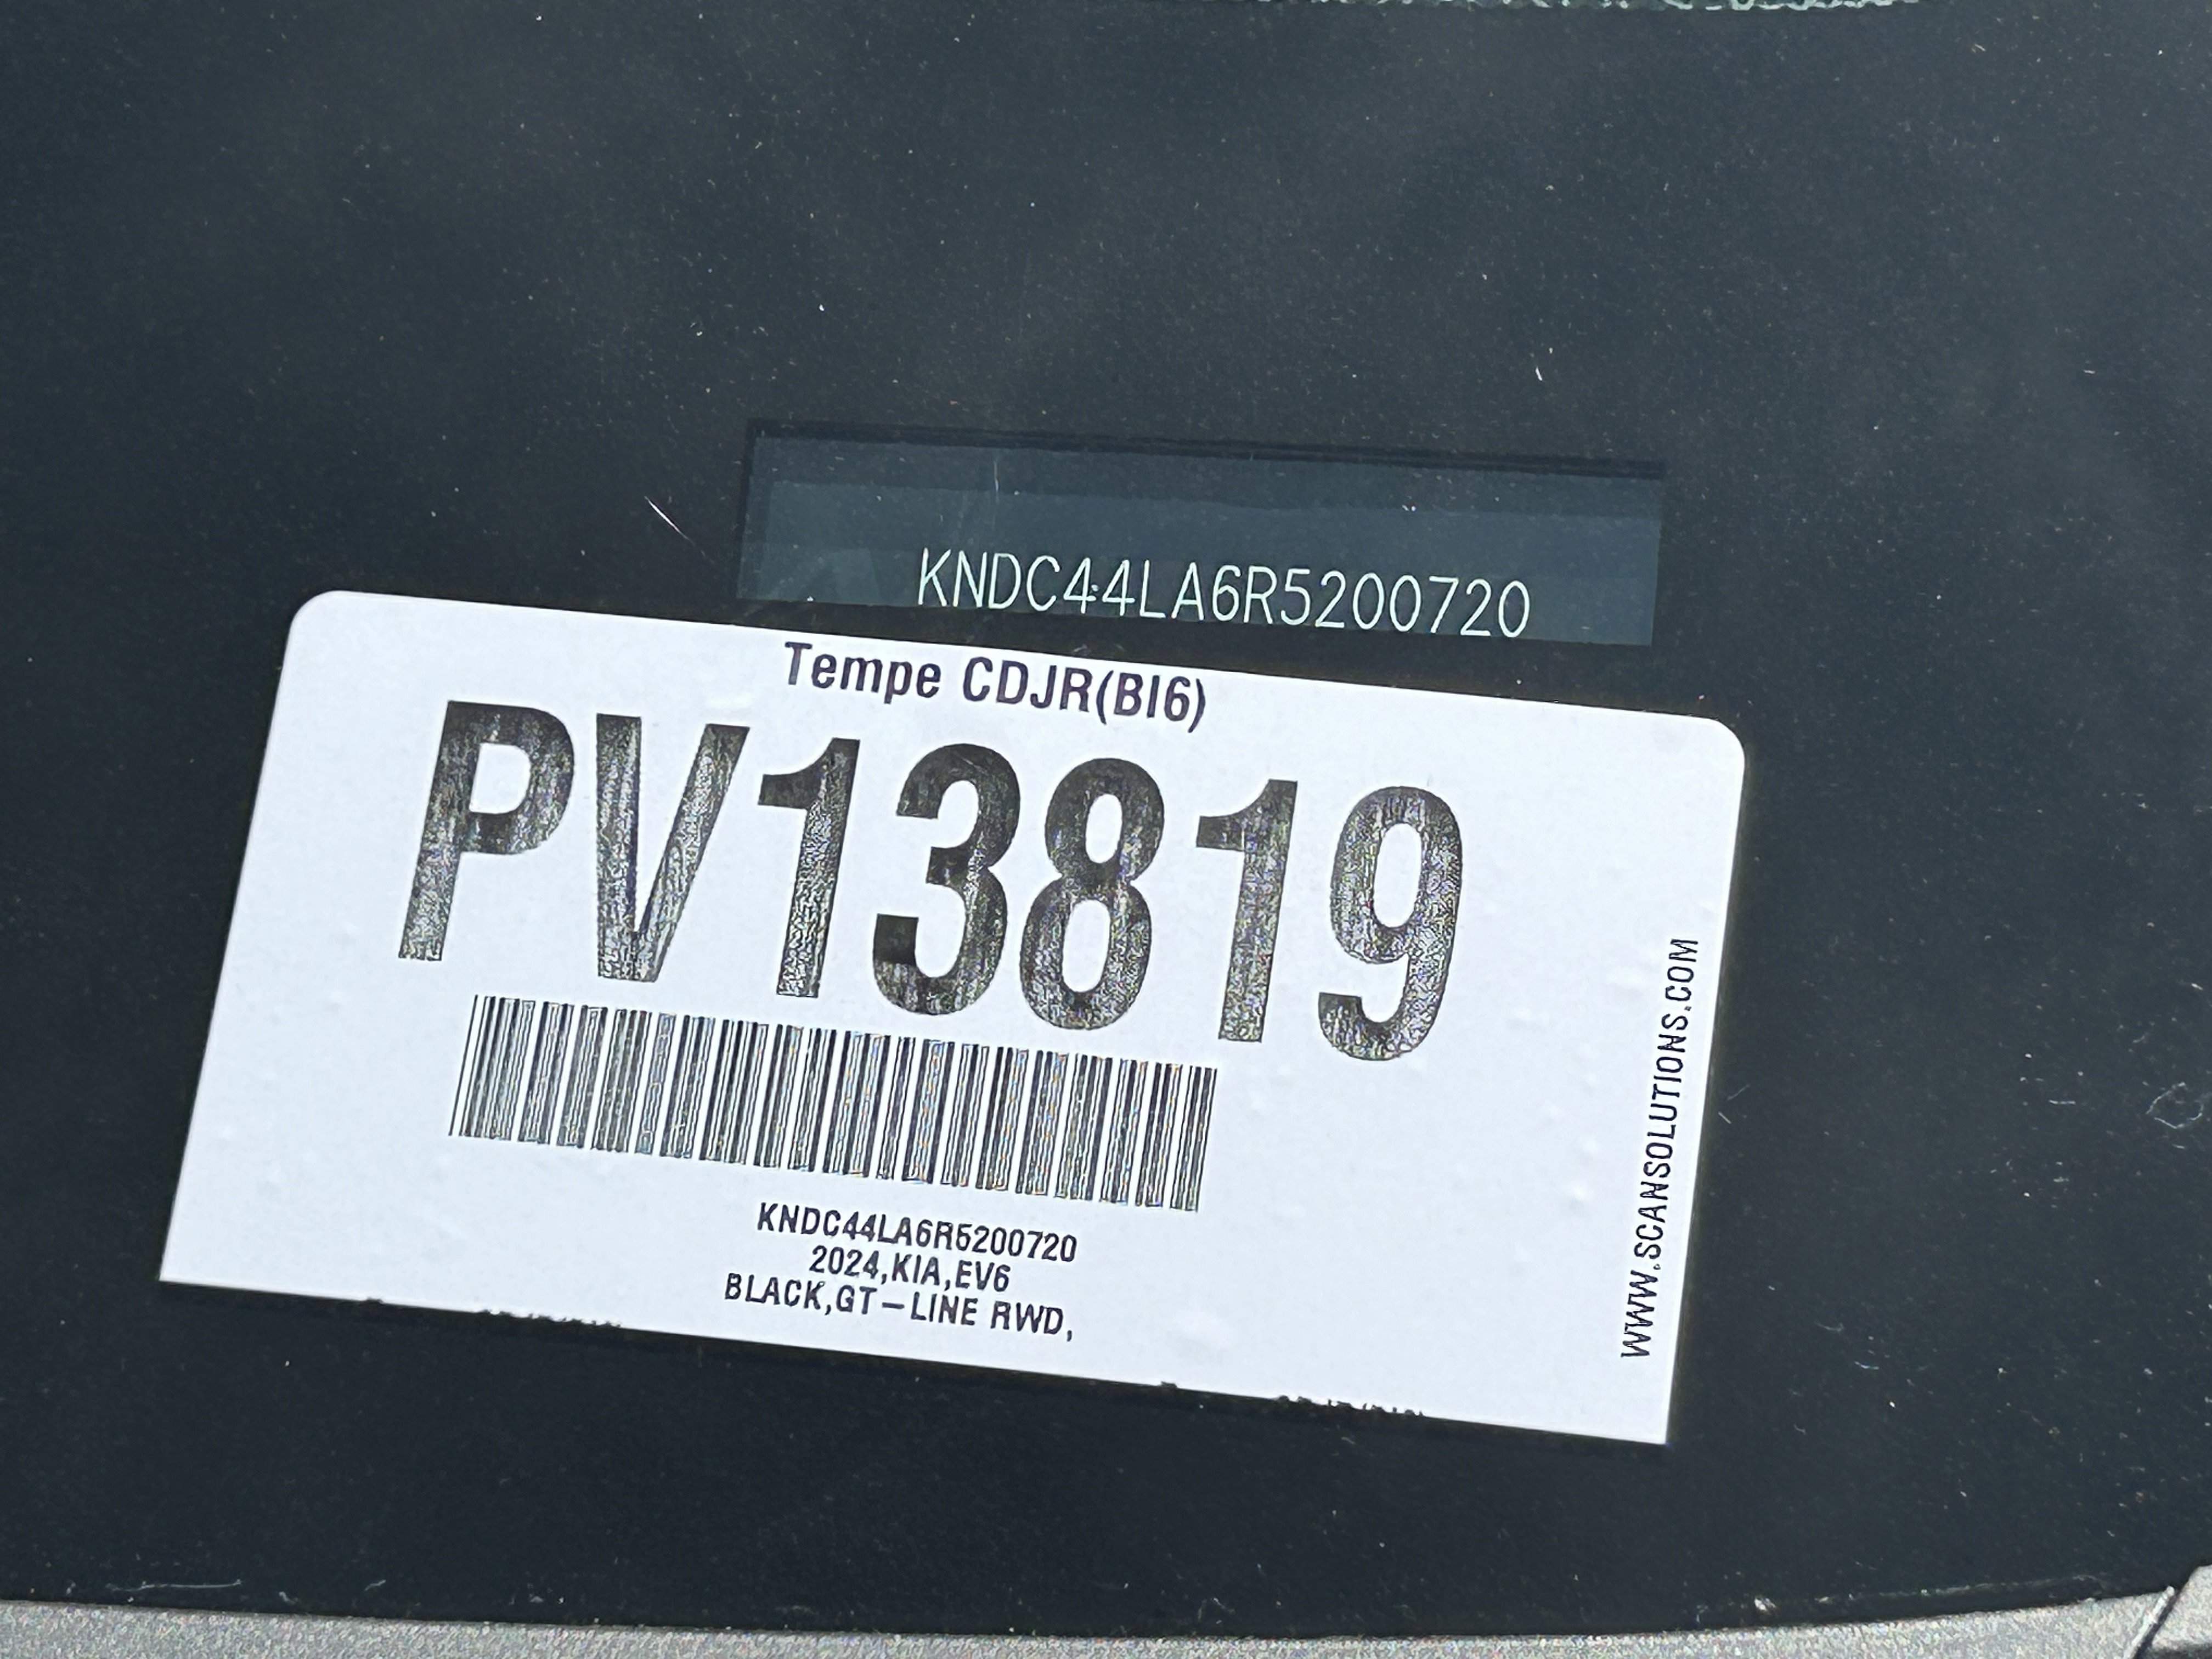 KNDC44LA6R5200720
Tempe CDJR(BI6)
PV13819
KNDC44LA6R5200720
2024,KIA,EV6
BLACK,GT-LINE RWD,
WWW.SCANSOLUTIONS.COM